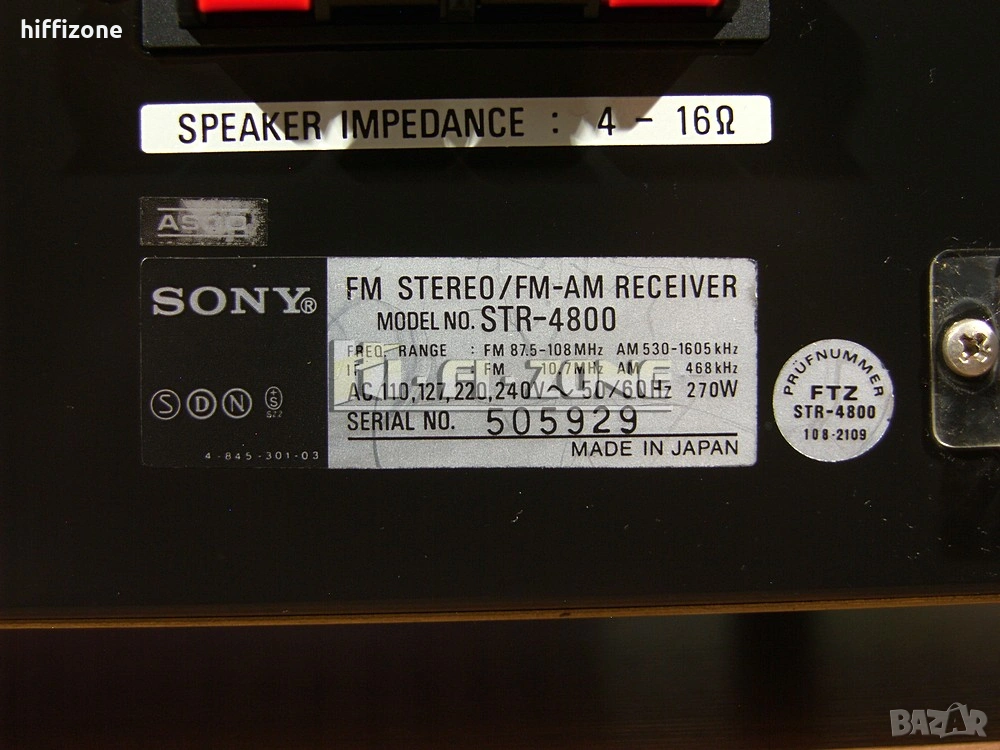 hiffizone
SPEAKER IMPEDANCE : 4 - 16Ω
SONY®
FM STEREO/FM-AM RECEIVER
MODEL NO. STR-4800
FREQ. RANGE : FM 87.5-108MHz AM 530-1605kHz
FM 10.7MHz AM 468kHz
AC, 110, 127, 220, 240V ~ 50/60Hz 270W
SERIAL NO. 505929
MADE IN JAPAN
S D N
4-845-301-03
PRÜFNUMMER
FTZ
STR-4800
108-2109
BAZAR